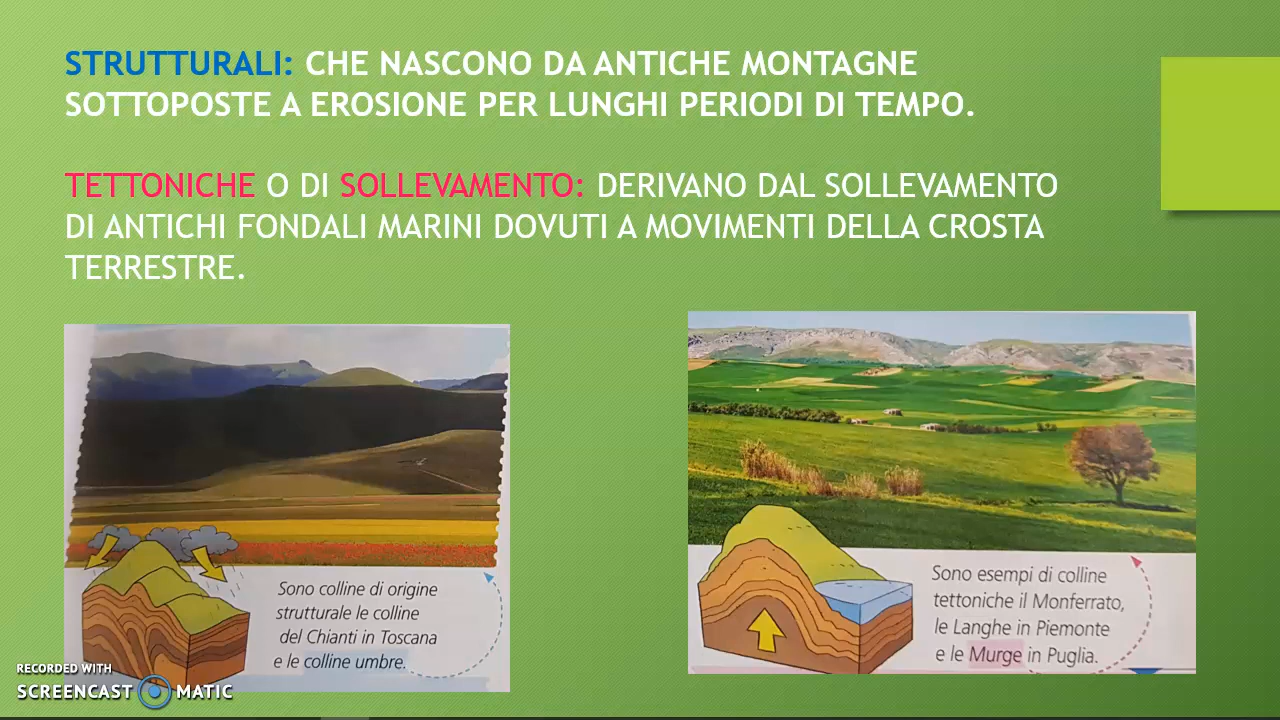 STRUTTURALI: CHE NASCONO DA ANTICHE MONTAGNE
SOTTOPOSTE A EROSIONE PER LUNGHI PERIODI DI TEMPO.
TETTONICHE O DI SOLLEVAMENTO: DERIVANO DAL SOLLEVAMENTO
DI ANTICHI FONDALI MARINI DOVUTI A MOVIMENTI DELLA CROSTA
TERRESTRE.
Sono colline di origine
strutturale le colline
del Chianti in Toscana
e le colline umbre.
Sono esempi di colline
tettoniche il Monferrato,
le Langhe in Piemonte
e le Murge in Puglia.
RECORDED WITH
SCREENCAST MATIC